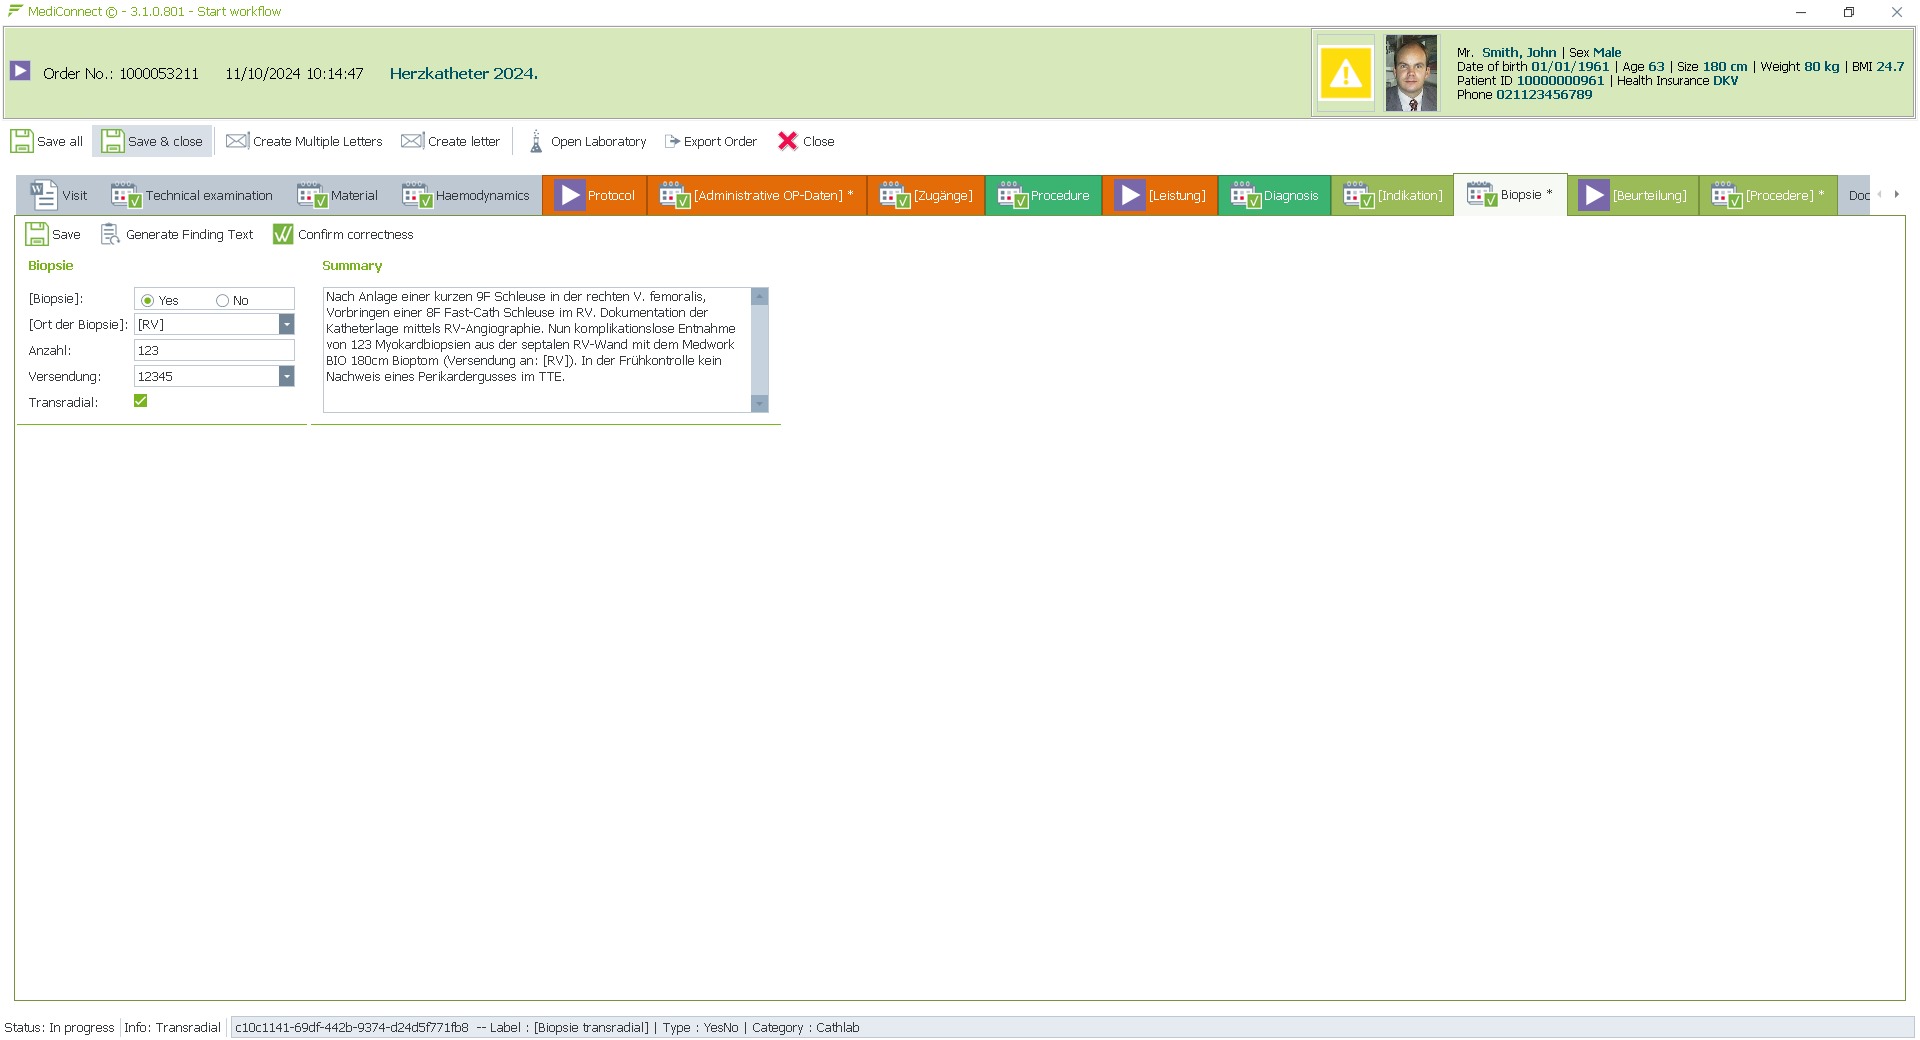 MediConnect © - 3.1.0.801 - Start workflow
Order No.: 1000053211 11/10/2024 10:14:47 Herzkatheter 2024.
Mr. Smith, John | Sex Male
Date of birth 01/01/1961 | Age 63 | Size 180 cm | Weight 80 kg | BMI 24.7
Patient ID 10000000961 | Health Insurance DKV
Phone 021123456789
Save all Save & close Create Multiple Letters Create letter Open Laboratory Export Order Close
Visit Technical examination Material Haemodynamics Protocol [Administrative OP-Daten] * [Zugänge] Procedure [Leistung] Diagnosis [Indikation] Biopsie * [Beurteilung] [Procedere] * Doc
Save Generate Finding Text Confirm correctness
Biopsie
[Biopsie]: Yes No
[Ort der Biopsie]: [RV]
Anzahl: 123
Versendung: 12345
Transradial:
Summary
Nach Anlage einer kurzen 9F Schleuse in der rechten V. femoralis,
Vorbringen einer 8F Fast-Cath Schleuse im RV. Dokumentation der
Katheterlage mittels RV-Angiographie. Nun komplikationslose Entnahme
von 123 Myokardbiopsien aus der septalen RV-Wand mit dem Medwork
BIO 180cm Bioptom (Versendung an: [RV]). In der Frühkontrolle kein
Nachweis eines Perikardergusses im TTE.
Status: In progress Info: Transradial c10c1141-69df-442b-9374-d24d5f771fb8 -- Label : [Biopsie transradial] | Type : YesNo | Category : Cathlab